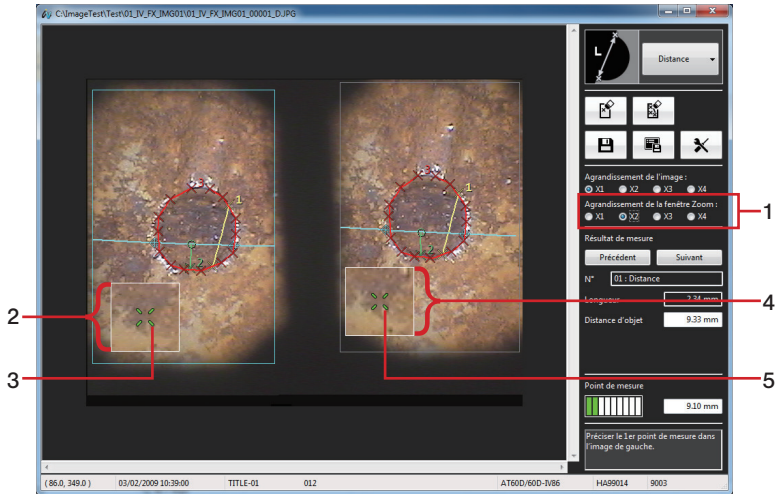 C:\ImageTest\Test\01_IV_FX_IMG01\01_IV_FX_IMG01_00001_D.JPG
L
Distance
Agrandissement de l'image :
X1 X2 X3 X4
Agrandissement de la fenêtre Zoom :
X1 X2 X3 X4
1
Résultat de mesure
Précédent Suivant
N° 01 : Distance
Longueur 2.34 mm
Distance d'objet 9.33 mm
Point de mesure
9.10 mm
Préciser le 1er point de mesure dans
l'image de gauche.
3
1
2
3
1
2
2
3
4
5
( 86.0, 349.0 ) 03/02/2009 10:39:00 TITLE-01 012 AT60D/60D-IV86 HA99014 9003